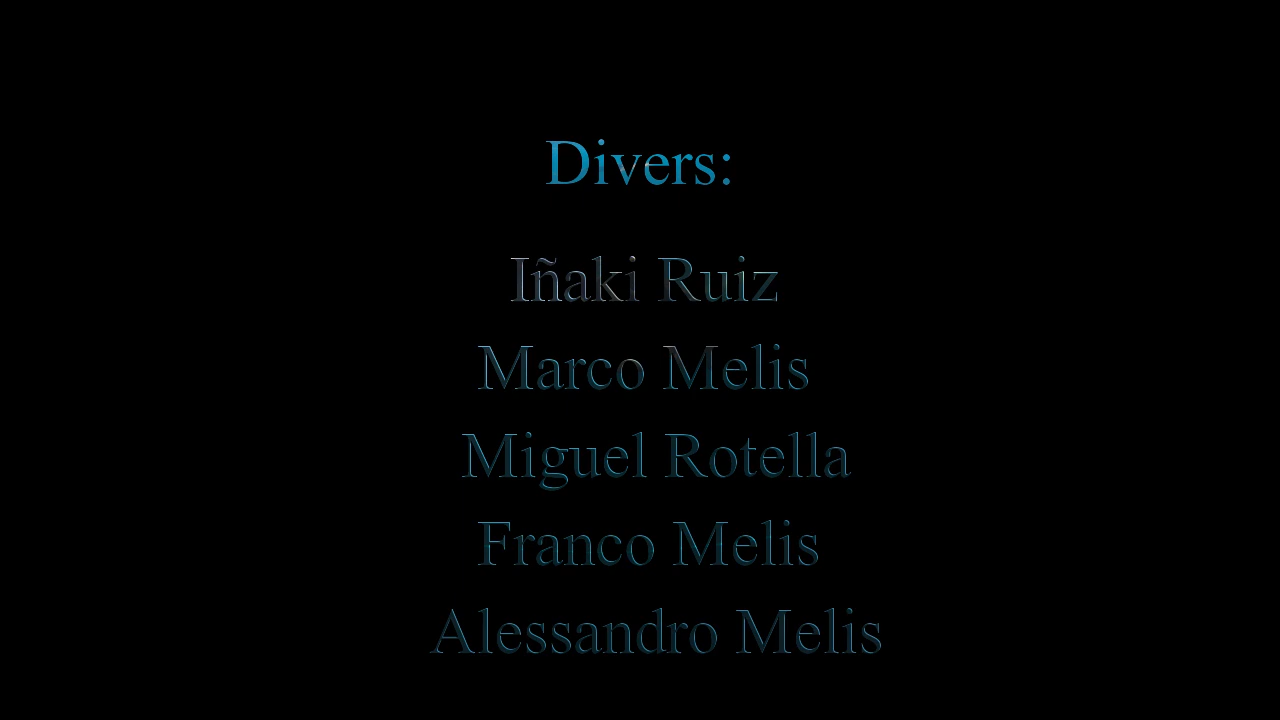 Divers:
Iñaki Ruiz
Marco Melis
Miguel Rotella
Franco Melis
Alessandro Melis